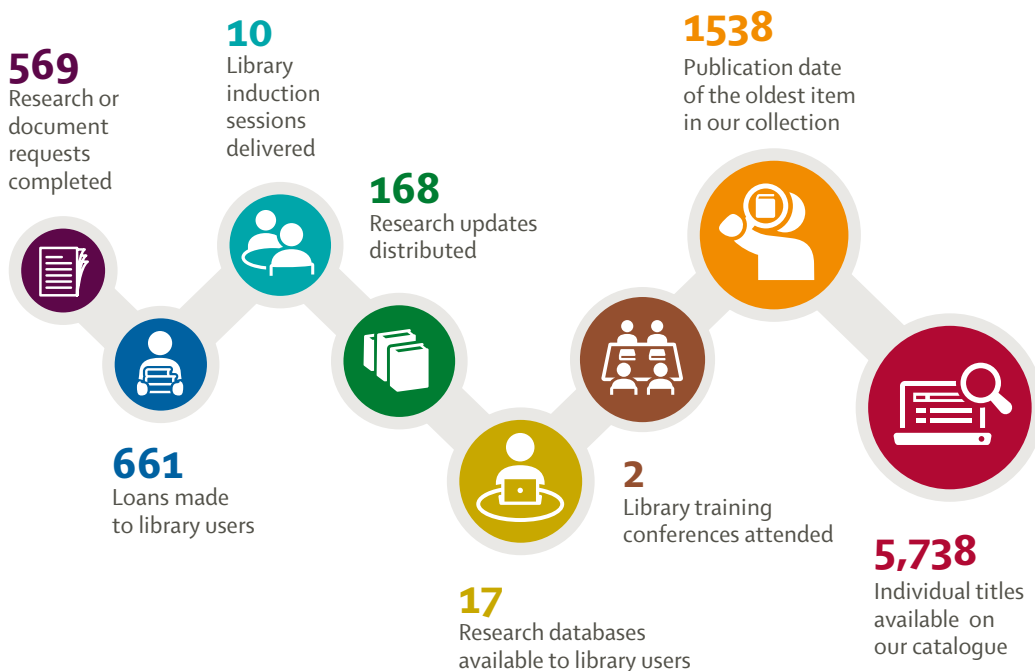 569
Research or
document
requests
completed
661
Loans made
to library users
10
Library
induction
sessions
delivered
168
Research updates
distributed
17
Research databases
available to library users
2
Library training
conferences attended
1538
Publication date
of the oldest item
in our collection
5,738
Individual titles
available on
our catalogue